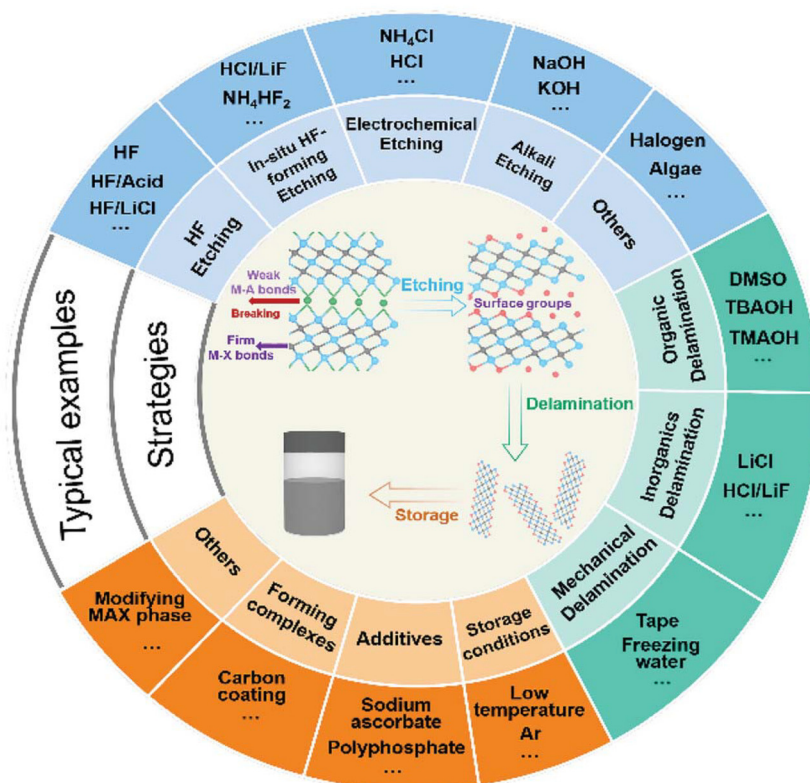 NH₄Cl
HCl
...
HCl/LiF
NH₄HF₂
...
NaOH
KOH
...
HF
HF/Acid
HF/LiCl
...
Halogen
Algae
...
HF
Etching
In-situ HF-
forming
Etching
Electrochemical
Etching
Alkali
Etching
Others
DMSO
TBAOH
TMAOH
...
Organic
Delamination
LiCl
HCl/LiF
...
Inorganics
Delamination
Tape
Freezing
water
...
Mechanical
Delamination
Weak
M-A bonds
Breaking
Firm
M-X bonds
Etching
Surface groups
Delamination
Storage
Typical examples
Strategies
Others
Forming
complexes
Additives
Storage
conditions
Modifying
MAX phase
...
Carbon
coating
...
Sodium
ascorbate
Polyphosphate
...
Low
temperature
Ar
...